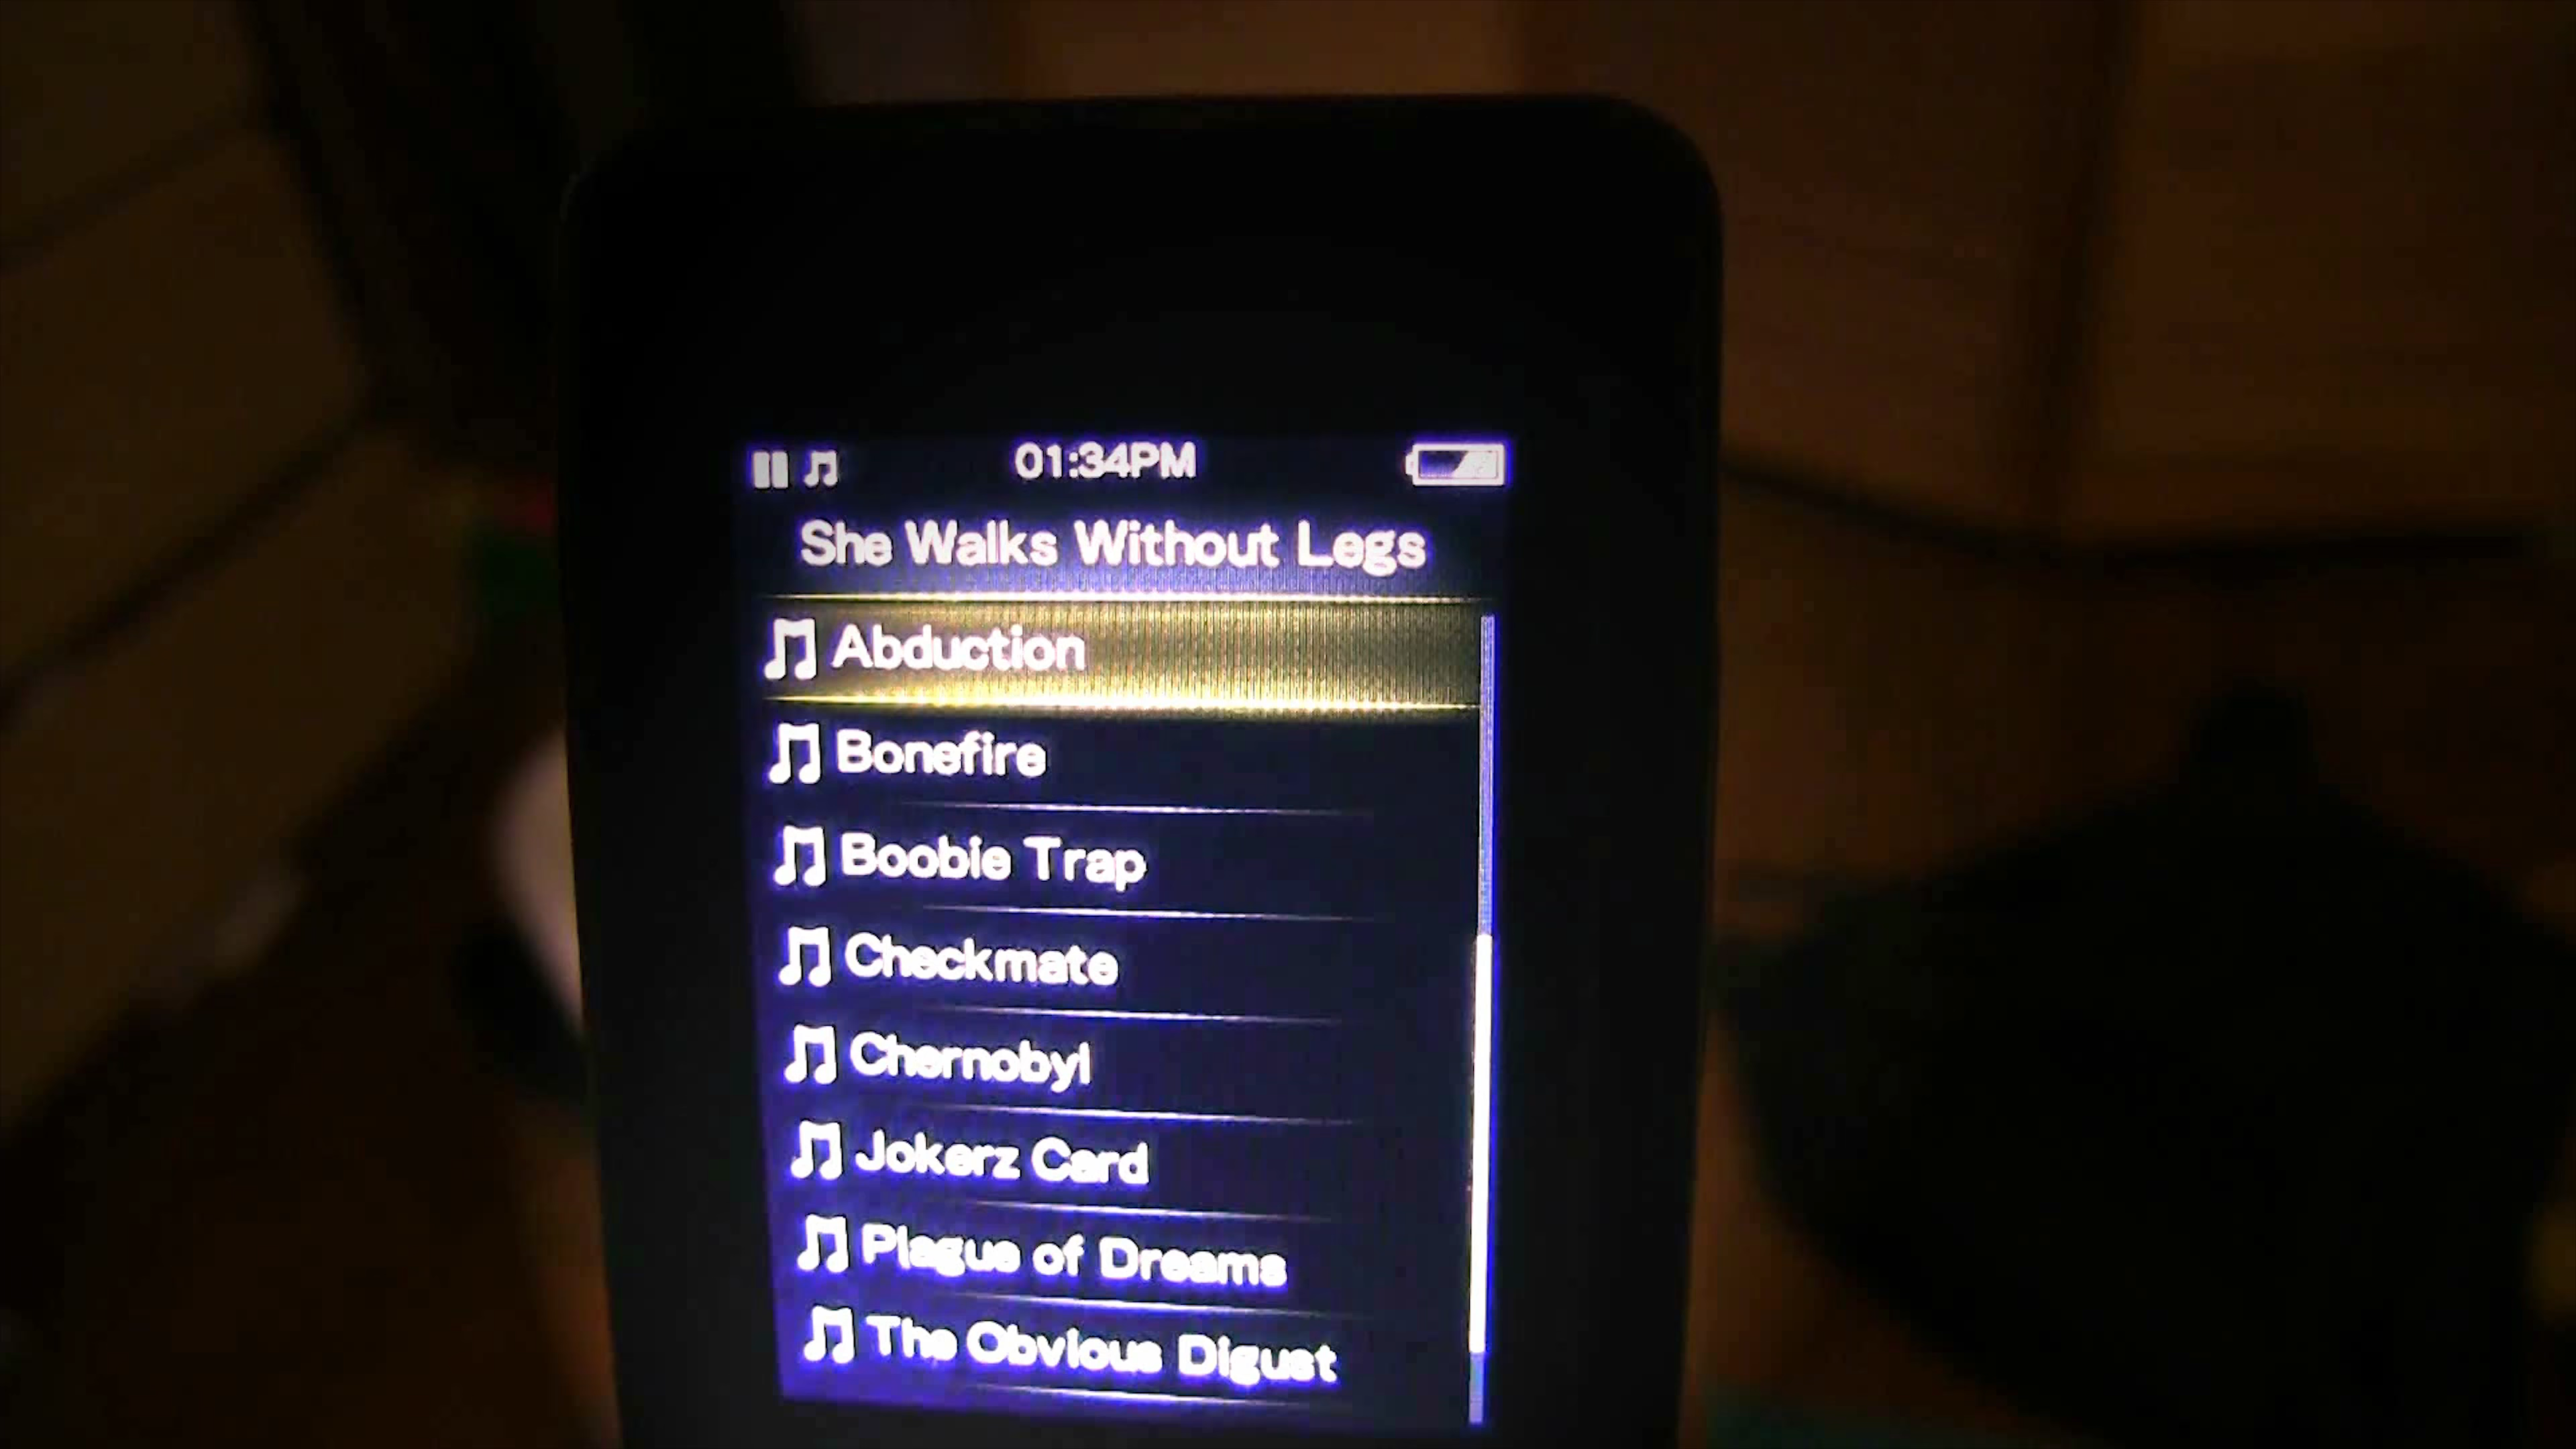 01:34PM
She Walks Without Legs
Abduction
Bonefire
Boobie Trap
Checkmate
Chernobyl
Jokerz Card
Plague of Dreams
The Obvious Digust